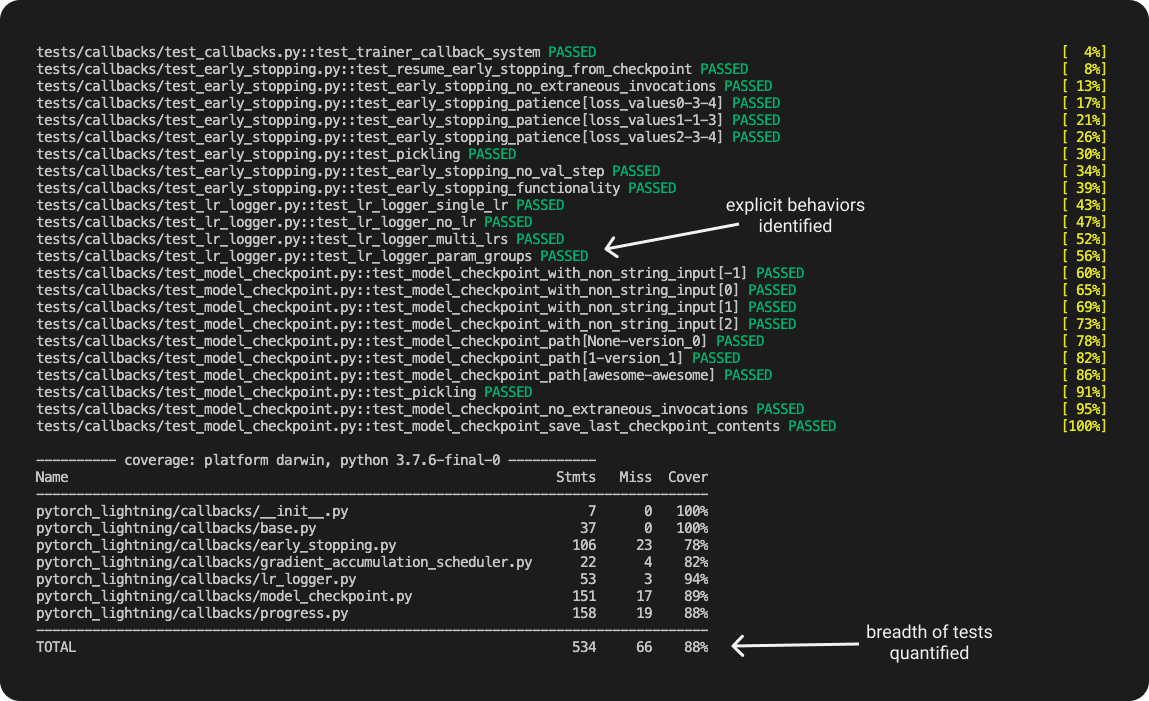 tests/callbacks/test_callbacks.py::test_trainer_callback_system PASSED [  4%]
tests/callbacks/test_early_stopping.py::test_resume_early_stopping_from_checkpoint PASSED [  8%]
tests/callbacks/test_early_stopping.py::test_early_stopping_no_extraneous_invocations PASSED [ 13%]
tests/callbacks/test_early_stopping.py::test_early_stopping_patience[loss_values0-3-4] PASSED [ 17%]
tests/callbacks/test_early_stopping.py::test_early_stopping_patience[loss_values1-1-3] PASSED [ 21%]
tests/callbacks/test_early_stopping.py::test_early_stopping_patience[loss_values2-3-4] PASSED [ 26%]
tests/callbacks/test_early_stopping.py::test_pickling PASSED [ 30%]
tests/callbacks/test_early_stopping.py::test_early_stopping_no_val_step PASSED [ 34%]
tests/callbacks/test_early_stopping.py::test_early_stopping_functionality PASSED [ 39%]
tests/callbacks/test_lr_logger.py::test_lr_logger_single_lr PASSED [ 43%]
tests/callbacks/test_lr_logger.py::test_lr_logger_no_lr PASSED [ 47%]
tests/callbacks/test_lr_logger.py::test_lr_logger_multi_lrs PASSED [ 52%]
tests/callbacks/test_lr_logger.py::test_lr_logger_param_groups PASSED [ 56%]
explicit behaviors
identified
tests/callbacks/test_model_checkpoint.py::test_model_checkpoint_with_non_string_input[-1] PASSED [ 60%]
tests/callbacks/test_model_checkpoint.py::test_model_checkpoint_with_non_string_input[0] PASSED [ 65%]
tests/callbacks/test_model_checkpoint.py::test_model_checkpoint_with_non_string_input[1] PASSED [ 69%]
tests/callbacks/test_model_checkpoint.py::test_model_checkpoint_with_non_string_input[2] PASSED [ 73%]
tests/callbacks/test_model_checkpoint.py::test_model_checkpoint_path[None-version_0] PASSED [ 78%]
tests/callbacks/test_model_checkpoint.py::test_model_checkpoint_path[1-version_1] PASSED [ 82%]
tests/callbacks/test_model_checkpoint.py::test_model_checkpoint_path[awesome-awesome] PASSED [ 86%]
tests/callbacks/test_model_checkpoint.py::test_pickling PASSED [ 91%]
tests/callbacks/test_model_checkpoint.py::test_model_checkpoint_no_extraneous_invocations PASSED [ 95%]
tests/callbacks/test_model_checkpoint.py::test_model_checkpoint_save_last_checkpoint_contents PASSED [100%]
---------- coverage: platform darwin, python 3.7.6-final-0 -----------
Name Stmts Miss Cover
pytorch_lightning/callbacks/__init__.py 7 0 100%
pytorch_lightning/callbacks/base.py 37 0 100%
pytorch_lightning/callbacks/early_stopping.py 106 23 78%
pytorch_lightning/callbacks/gradient_accumulation_scheduler.py 22 4 82%
pytorch_lightning/callbacks/lr_logger.py 53 3 94%
pytorch_lightning/callbacks/model_checkpoint.py 151 17 89%
pytorch_lightning/callbacks/progress.py 158 19 88%
TOTAL 534 66 88%
breadth of tests
quantified